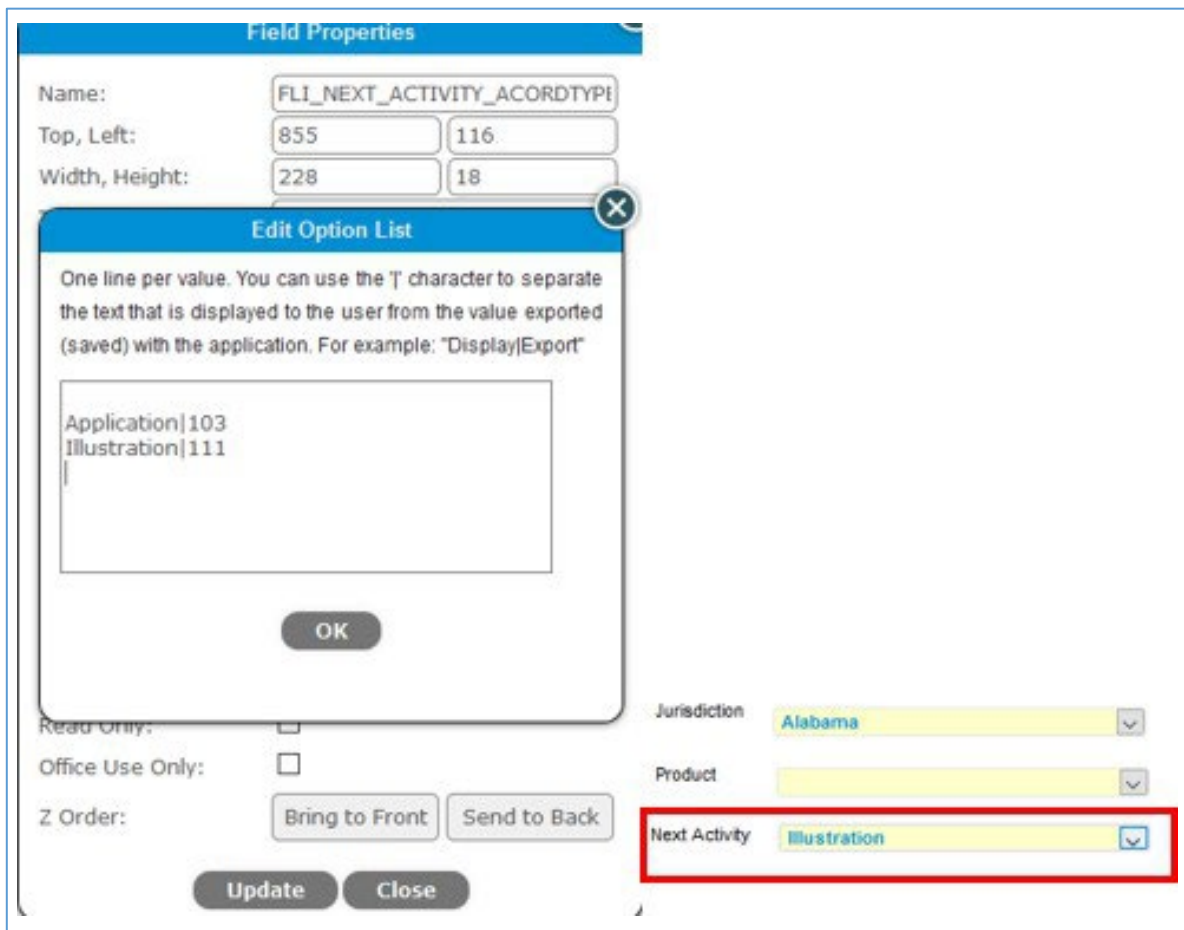 Field Properties
Name: FLI_NEXT_ACTIVITY_ACORDTYPE
Top, Left: 855 116
Width, Height: 228 18
Edit Option List
One line per value. You can use the '|' character to separate
the text that is displayed to the user from the value exported
(saved) with the application. For example: "Display|Export"
Application|103
Illustration|111
Read Only:
Office Use Only:
Z Order: Bring to Front Send to Back
OK
Update Close
Jurisdiction Alabama
Product
Next Activity Illustration